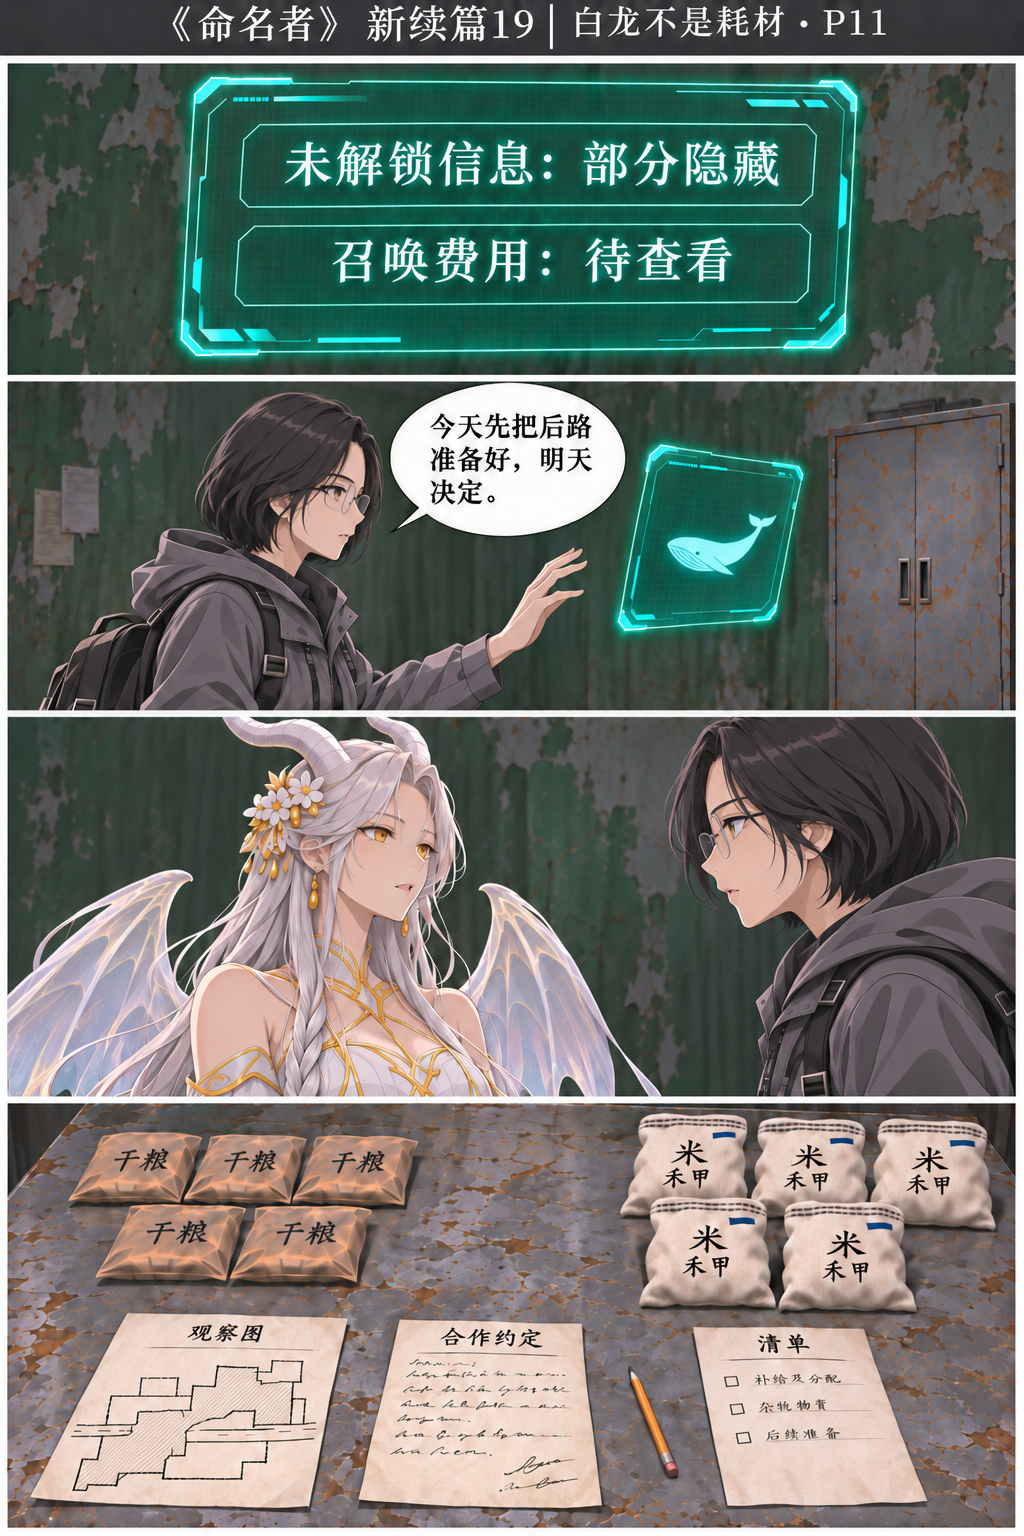 《命名者》 新续篇19 | 白龙不是耗材·P11
未解锁信息：部分隐藏
召唤费用：待查看
今天先把后路
准备好，明天
决定。
干粮
干粮
干粮
干粮
干粮
米
禾甲
米
禾甲
米
禾甲
米
禾甲
米
禾甲
观察图
合作约定
清单
补给及分配
后续准备